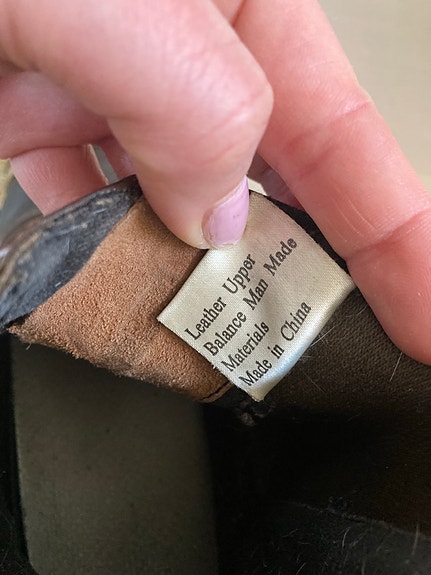 Leather Upper
Balance Man Made
Materials
Made in China